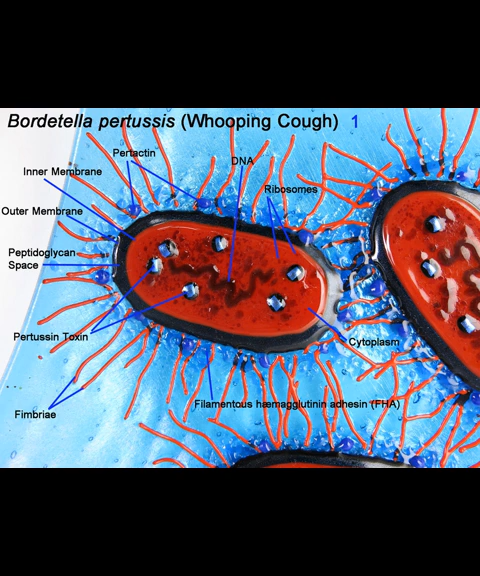 Bordetella pertussis (Whooping Cough) 1
Pertactin
DNA
Inner Membrane
Ribosomes
Outer Membrane
Peptidoglycan
Space
Pertussin Toxin
Cytoplasm
Filamentous hæmagglutinin adhesin (FHA)
Fimbriae